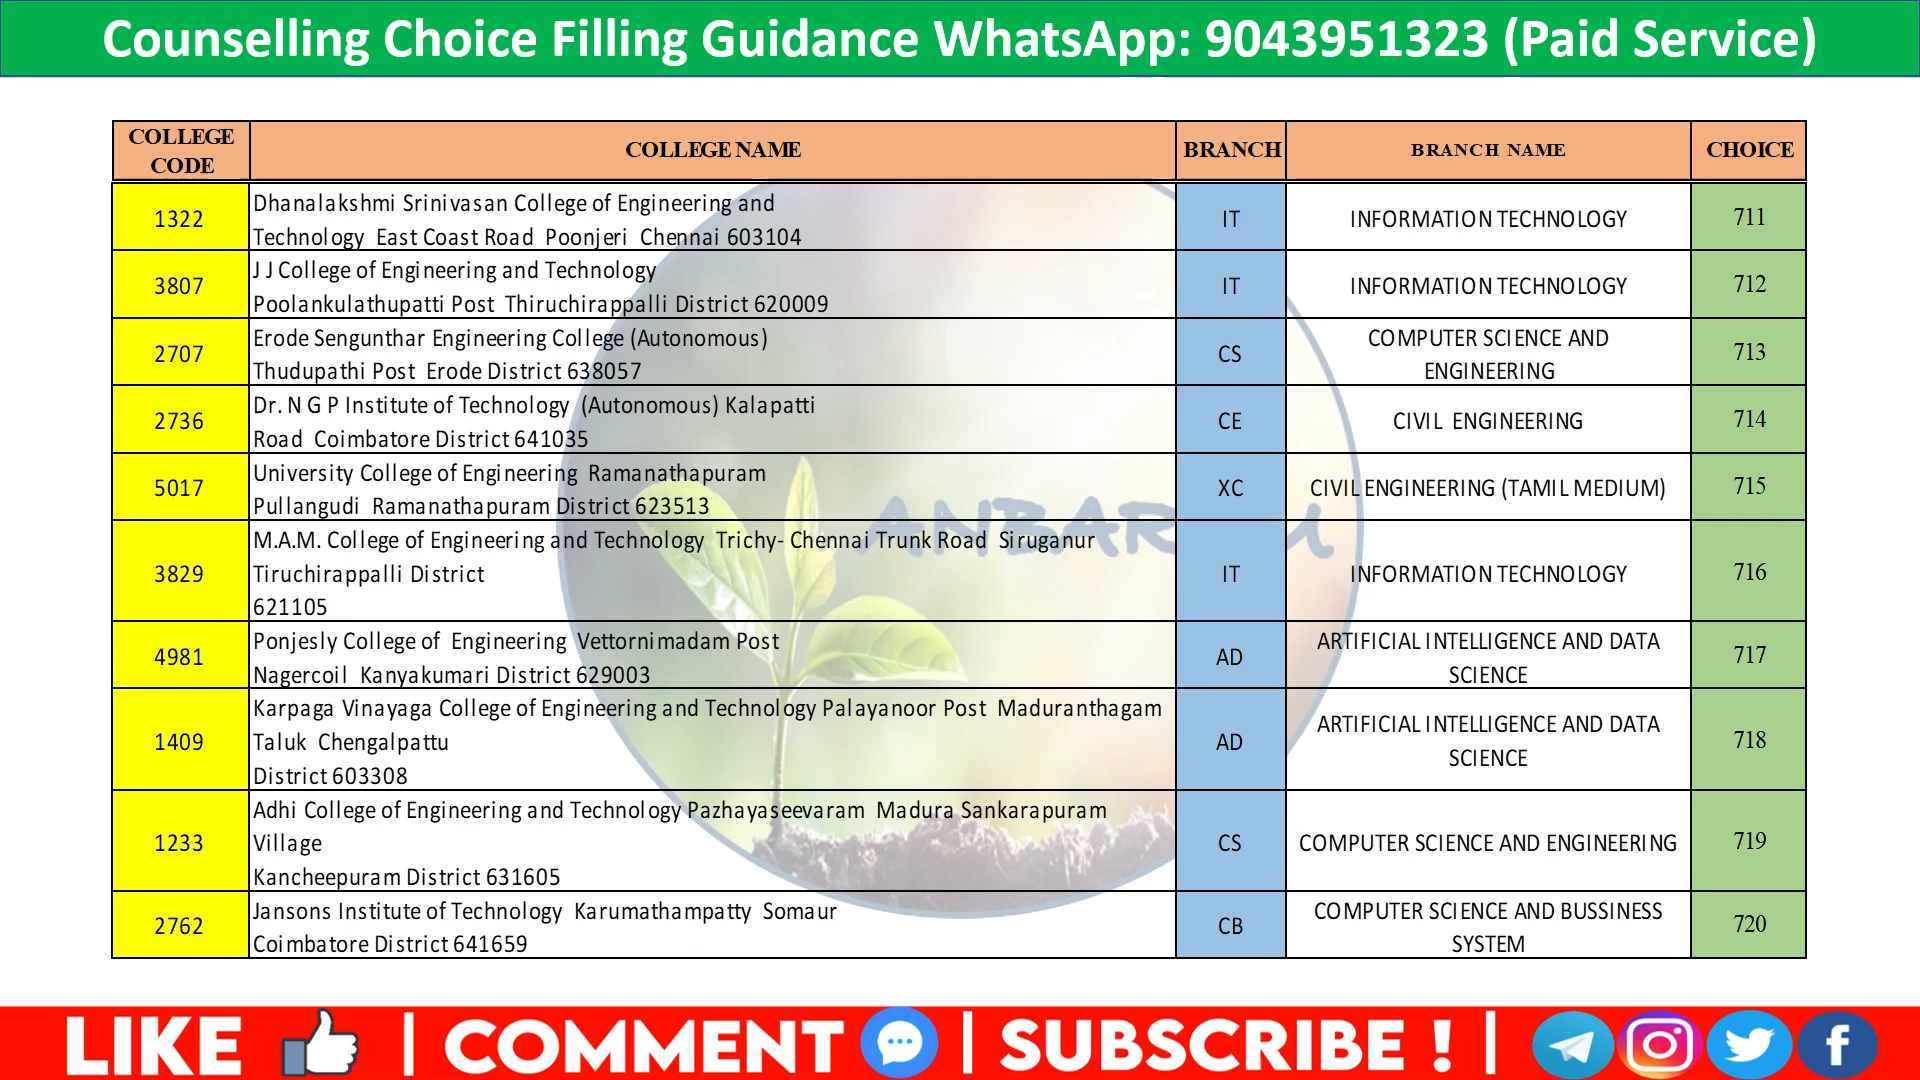 Counselling Choice Filling Guidance WhatsApp: 9043951323 (Paid Service)
COLLEGE CODE COLLEGE NAME BRANCH BRANCH NAME CHOICE
1322 Dhanalakshmi Srinivasan College of Engineering and IT INFORMATION TECHNOLOGY 711
Technology East Coast Road Poonjeri Chennai 603104
3807 J J College of Engineering and Technology IT INFORMATION TECHNOLOGY 712
Poolankulathupatti Post Thiruchirappalli District 620009
2707 Erode Sengunthar Engineering College (Autonomous) CS COMPUTER SCIENCE AND 713
Thudupathi Post Erode District 638057 ENGINEERING
2736 Dr. N G P Institute of Technology (Autonomous) Kalapatti CE CIVIL ENGINEERING 714
Road Coimbatore District 641035
5017 University College of Engineering Ramanathapuram XC CIVIL ENGINEERING (TAMIL MEDIUM) 715
Pullangudi Ramanathapuram District 623513
M.A.M. College of Engineering and Technology Trichy- Chennai Trunk Road Siruganur
3829 Tiruchirappalli District IT INFORMATION TECHNOLOGY 716
621105
4981 Ponjesly College of Engineering Vettornimadam Post AD ARTIFICIAL INTELLIGENCE AND DATA 717
Nagercoil Kanyakumari District 629003 SCIENCE
Karpaga Vinayaga College of Engineering and Technology Palayanoor Post Maduranthagam
1409 Taluk Chengalpattu AD ARTIFICIAL INTELLIGENCE AND DATA SCIENCE 718
District 603308
Adhi College of Engineering and Technology Pazhayaseevaram Madura Sankarapuram
1233 Village CS COMPUTER SCIENCE AND ENGINEERING 719
Kancheepuram District 631605
2762 Jansons Institute of Technology Karumathampatty Somaur CB COMPUTER SCIENCE AND BUSSINESS 720
Coimbatore District 641659 SYSTEM
LIKE | COMMENT | SUBSCRIBE ! |